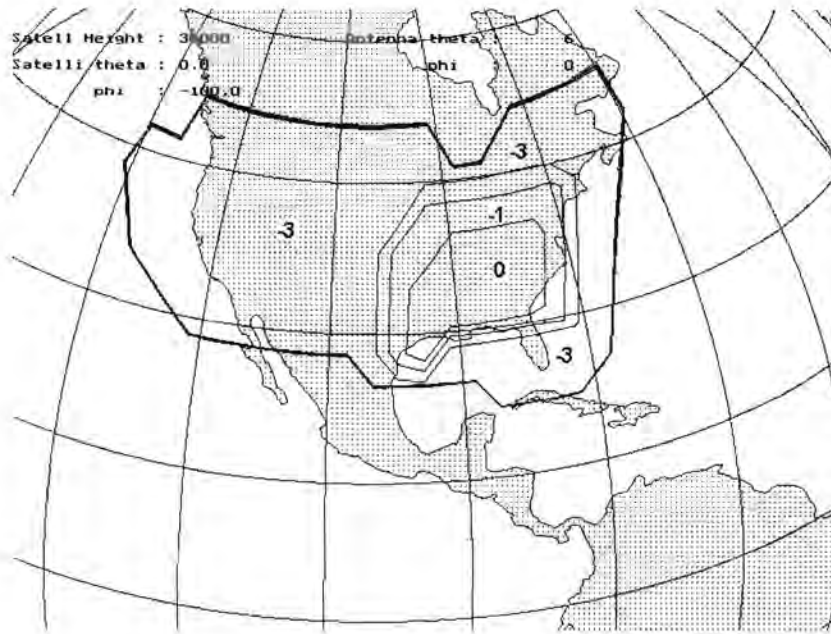 Satell Height : 36000 Antenna theta : 6
Satelli theta : 0.0 phi : 0
phi : -100.0
-3
-1
-3
0
-3